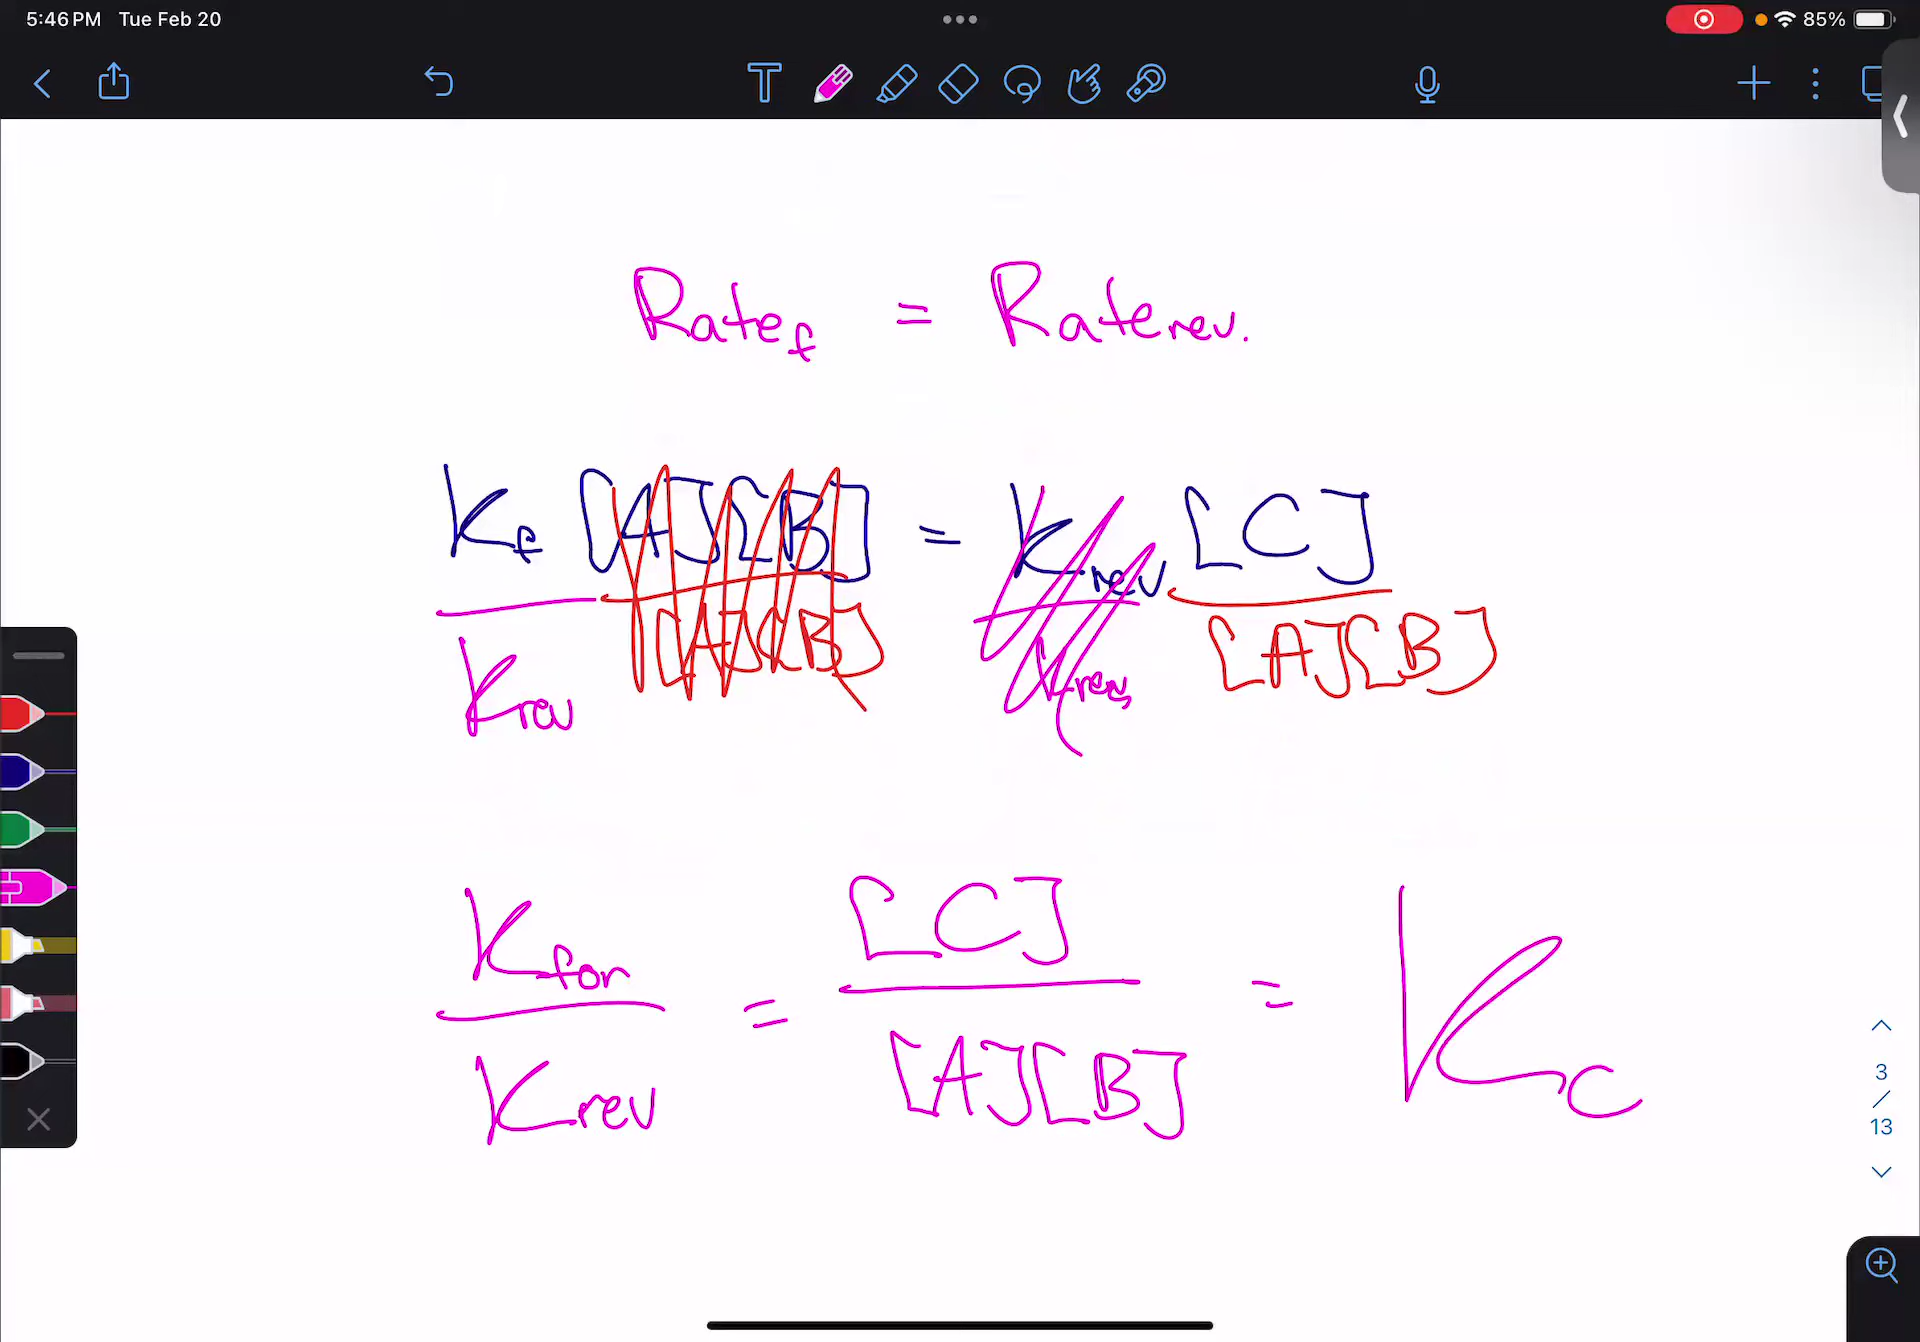 5:46 PM Tue Feb 20
85%
T
Rate_f = Rate_rev.
K_f [A][B] = K_rev [C]
K_rev [A][B] K_rev [A][B]
K_for = [C] = K_c
K_rev [A][B]
3
/
13